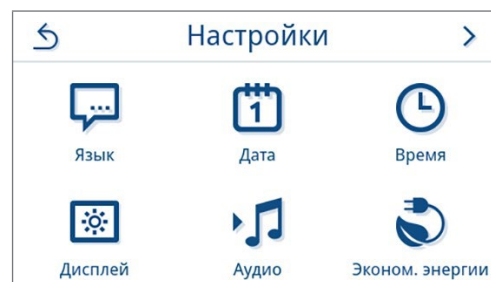 Настройки
Язык
Дата
1
Время
Дисплей
Аудио
Эконом. энергии